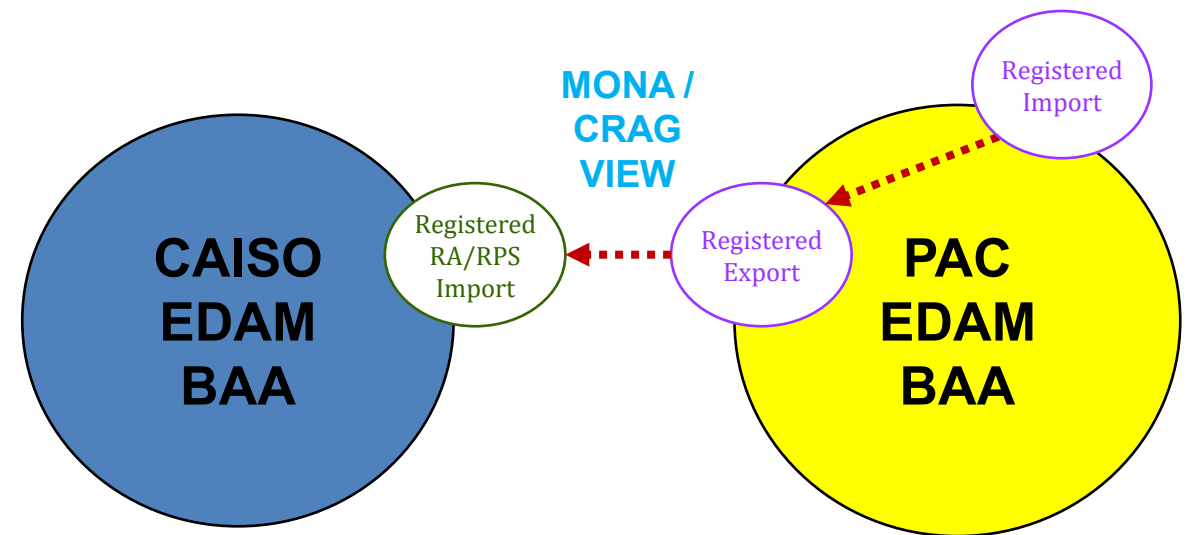 Registered
Import
MONA /
CRAG
VIEW
Registered
RA/RPS
Import
Registered
Export
CAISO
EDAM
BAA
PAC
EDAM
BAA